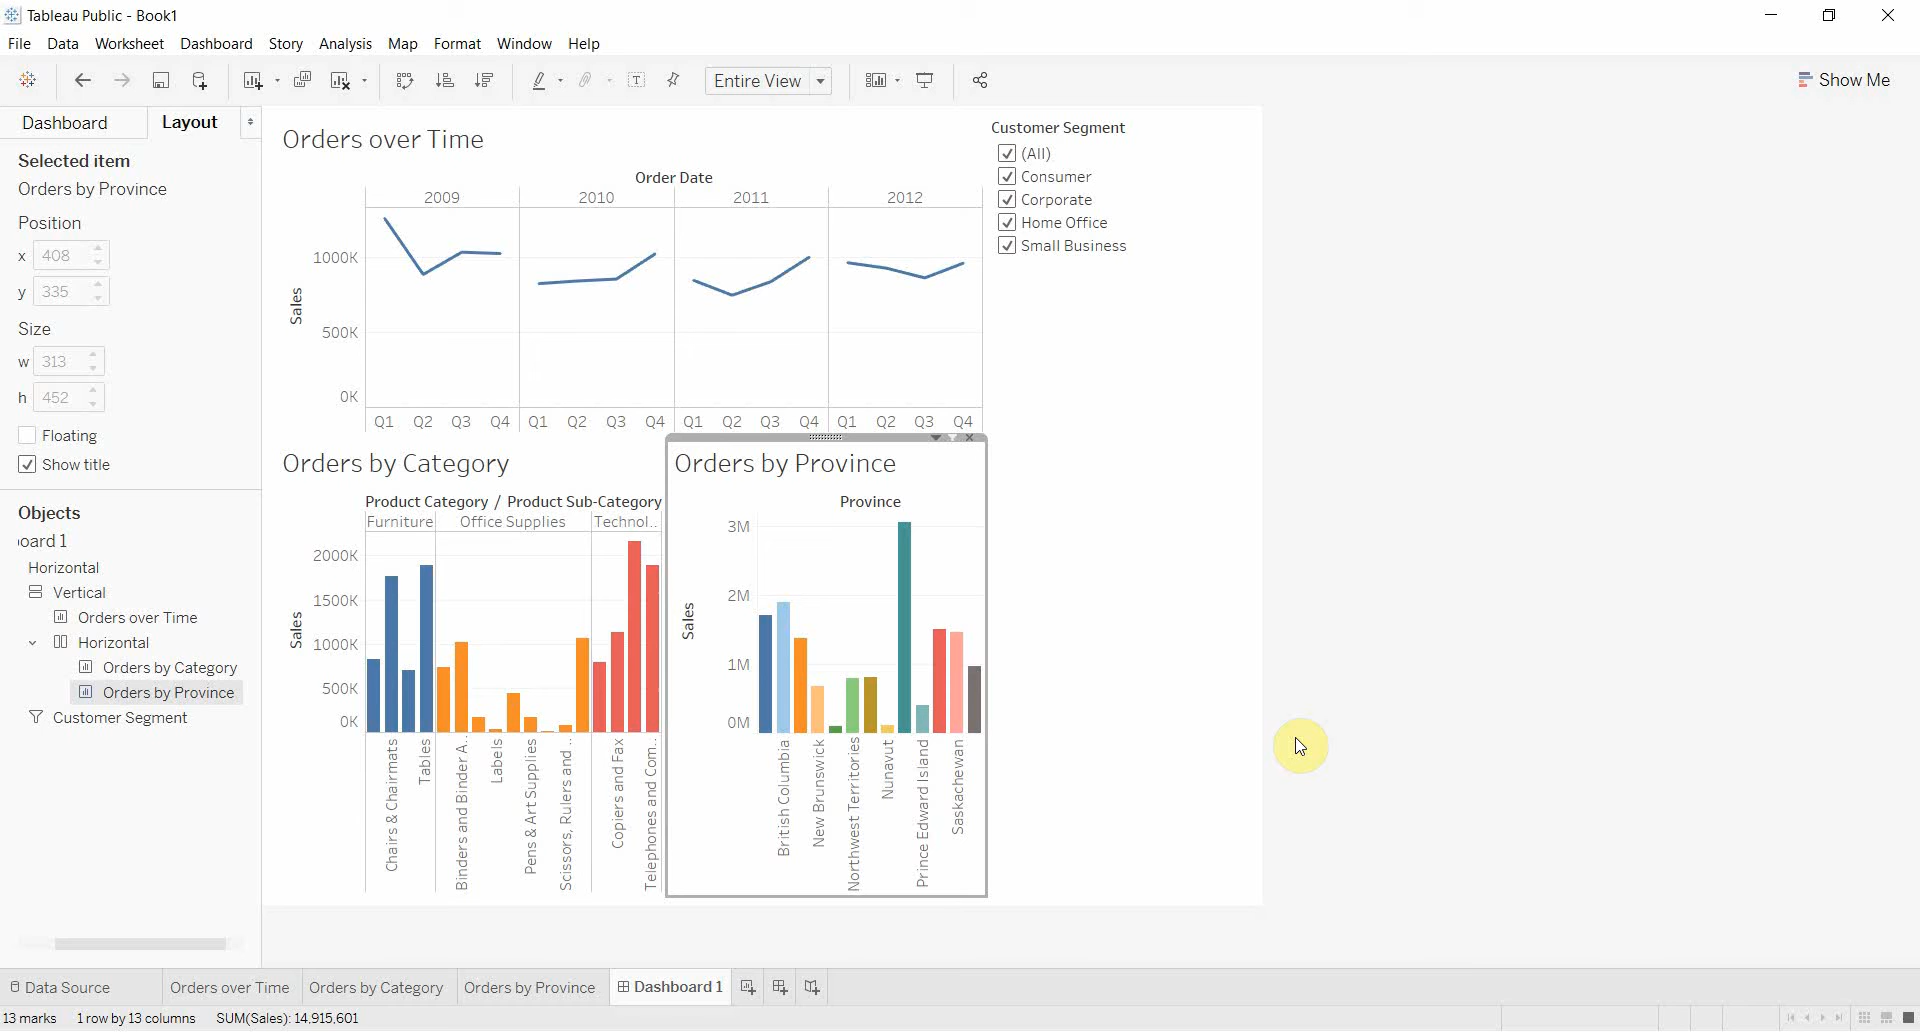 Tableau Public - Book1
File Data Worksheet Dashboard Story Analysis Map Format Window Help
Entire View
Show Me
Dashboard Layout
Selected item
Orders by Province
Position
x 408
y 335
Size
w 313
h 452
Floating
Show title
Objects
oard 1
Horizontal
Vertical
Orders over Time
Horizontal
Orders by Category
Orders by Province
Customer Segment
Orders over Time
Order Date
2009 2010 2011 2012
1000K
500K
0K
Sales
Q1 Q2 Q3 Q4 Q1 Q2 Q3 Q4 Q1 Q2 Q3 Q4 Q1 Q2 Q3 Q4
Customer Segment
(All)
Consumer
Corporate
Home Office
Small Business
Orders by Category
Product Category / Product Sub-Category
Furniture Office Supplies Technol..
2000K
1500K
1000K
500K
0K
Sales
Chairs & Chairmats
Tables
Binders and Binder A..
Labels
Pens & Art Supplies
Scissors, Rulers and ..
Copiers and Fax
Telephones and Com..
Orders by Province
Province
3M
2M
1M
0M
Sales
British Columbia
New Brunswick
Northwest Territories
Nunavut
Prince Edward Island
Saskachewan
Data Source Orders over Time Orders by Category Orders by Province Dashboard 1
13 marks 1 row by 13 columns SUM(Sales): 14,915,601